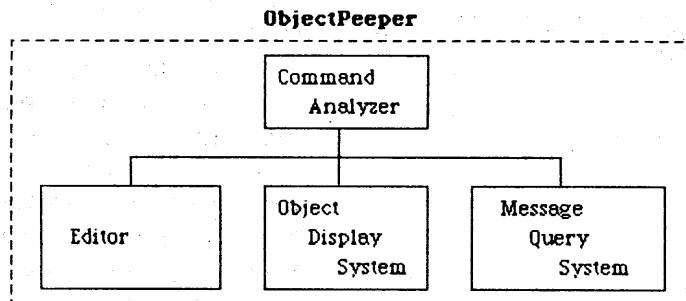 ObjectPeeper
Command
Analyzer
Editor
Object
Display
System
Message
Query
System